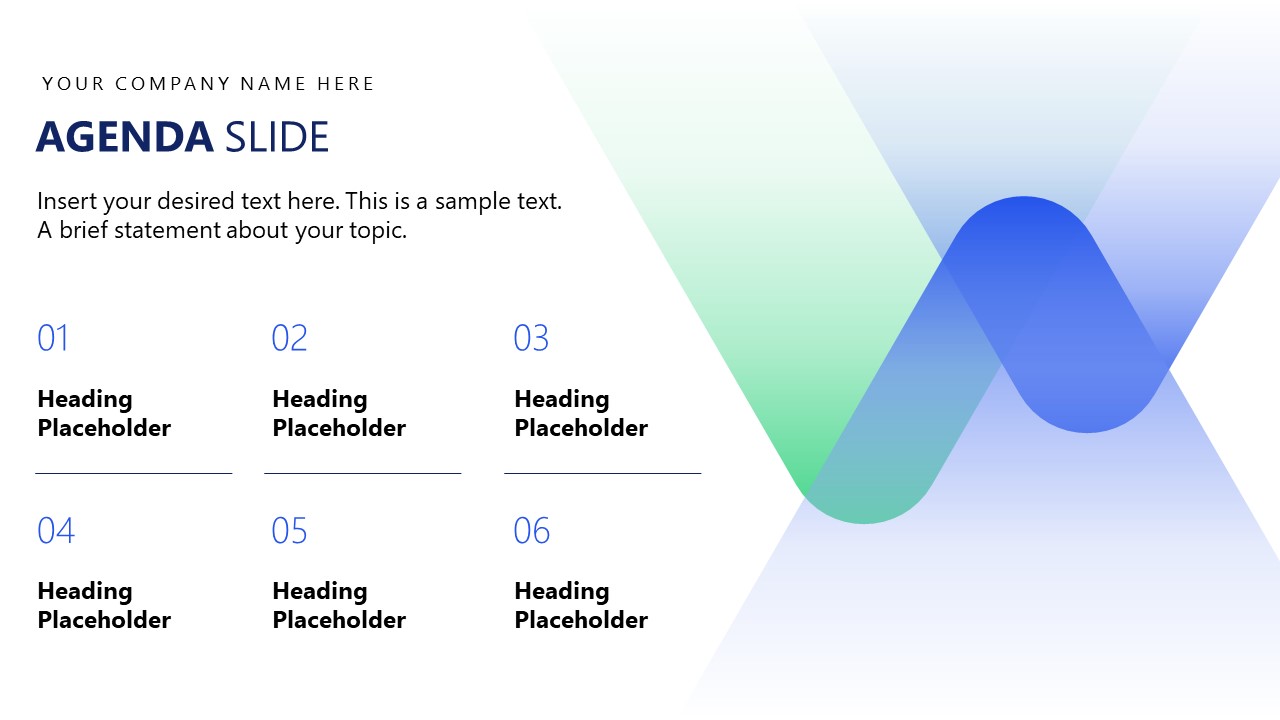 YOUR COMPANY NAME HERE
AGENDA SLIDE
Insert your desired text here. This is a sample text.
A brief statement about your topic.
01
Heading
Placeholder
02
Heading
Placeholder
03
Heading
Placeholder
04
Heading
Placeholder
05
Heading
Placeholder
06
Heading
Placeholder